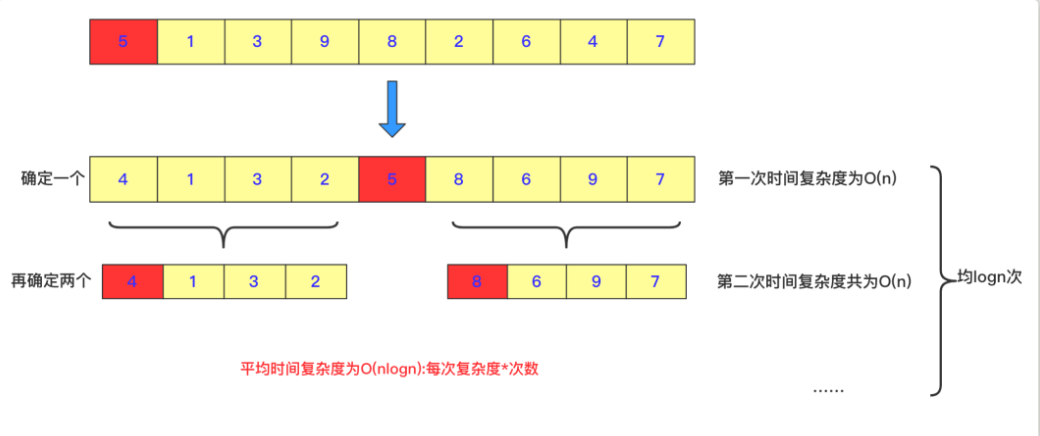 5 1 3 9 8 2 6 4 7
确定一个 4 1 3 2 5 8 6 9 7 第一次时间复杂度为O(n)
再确定两个 4 1 3 2 8 6 9 7 第二次时间复杂度共为O(n)
均logn次
平均时间复杂度为O(nlogn):每次复杂度*次数
......